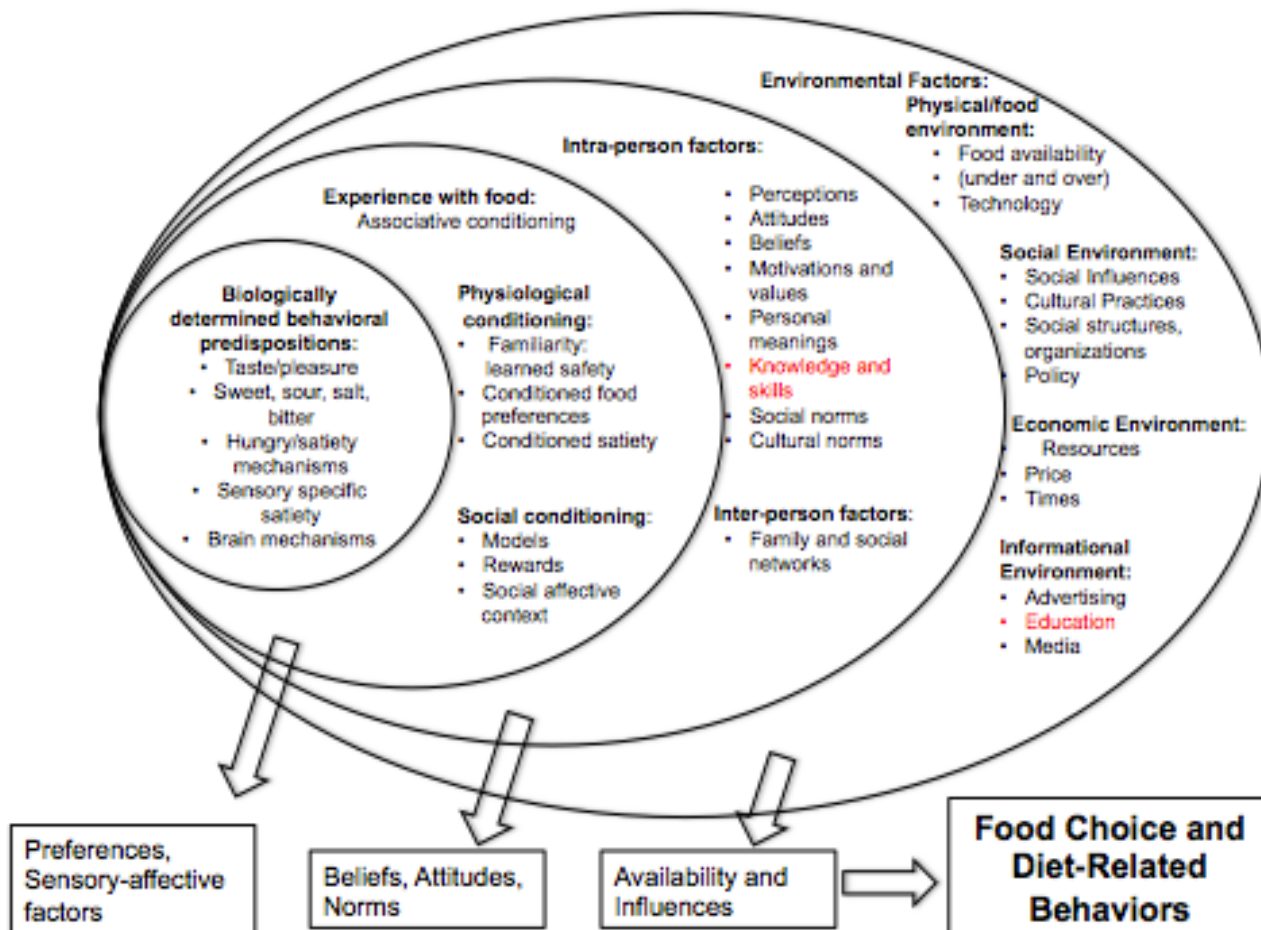 Environmental Factors:
Physical/food
environment:
• Food availability
• (under and over)
• Technology
Social Environment:
• Social Influences
• Cultural Practices
• Social structures,
organizations
• Policy
Economic Environment:
• Resources
• Price
• Times
Informational
Environment:
• Advertising
• Education
• Media
Intra-person factors:
• Perceptions
• Attitudes
• Beliefs
• Motivations and
values
• Personal
meanings
• Knowledge and
skills
• Social norms
• Cultural norms
Inter-person factors:
• Family and social
networks
Experience with food:
Associative conditioning
Physiological
conditioning:
• Familiarity:
learned safety
• Conditioned food
preferences
• Conditioned satiety
Social conditioning:
• Models
• Rewards
• Social affective
context
Biologically
determined behavioral
predispositions:
• Taste/pleasure
• Sweet, sour, salt,
bitter
• Hungry/satiety
mechanisms
• Sensory specific
satiety
• Brain mechanisms
Preferences,
Sensory-affective
factors
Beliefs, Attitudes,
Norms
Availability and
Influences
Food Choice and
Diet-Related
Behaviors